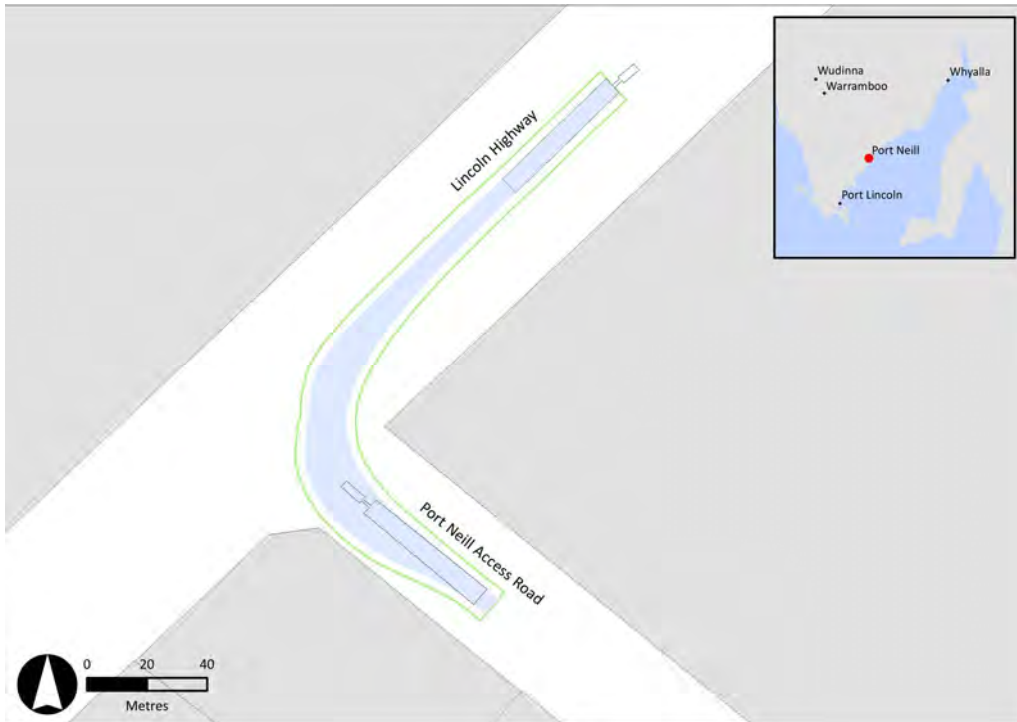 Wudinna
Warramboo
Whyalla
Port Neill
Port Lincoln
Lincoln Highway
Port Neill Access Road
0 20 40
Metres